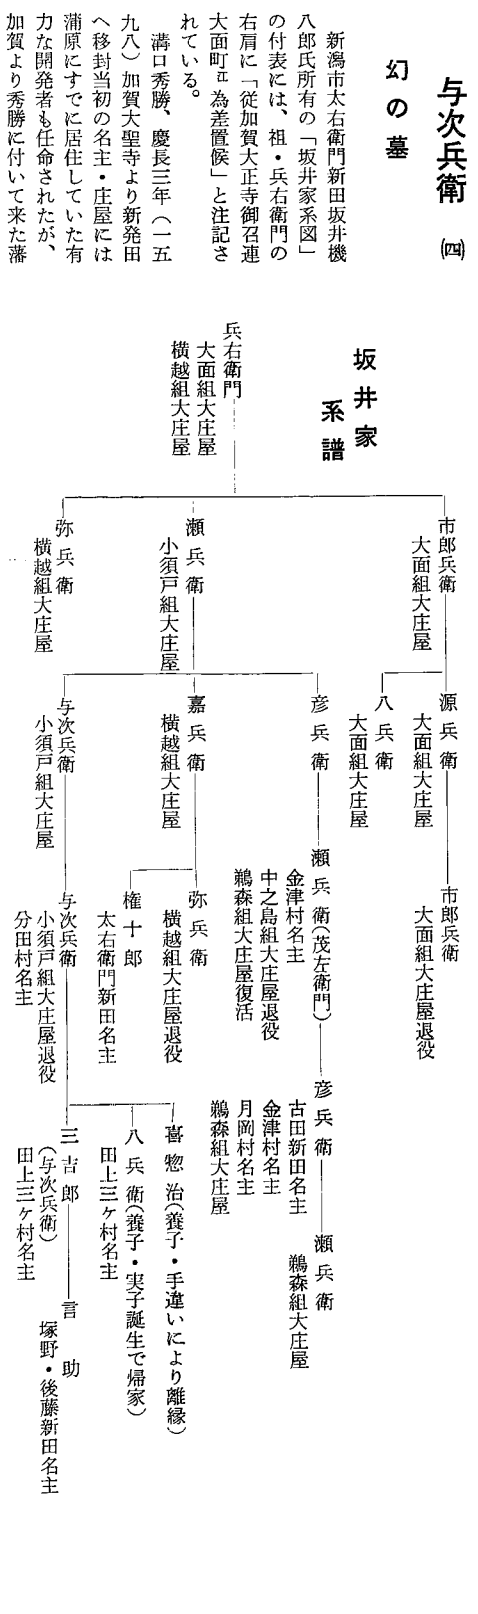 与次兵衛 ㈣
幻の墓
新潟市太右衛門新田坂井機
八郎氏所有の「坂井家系図」
の付表には、祖・兵右衛門の
右肩に「従加賀大正寺御召連
大面町江為差置候」と注記さ
れている。
溝口秀勝、慶長三年（一五
九八）加賀大聖寺より新発田
へ移封当初の名主・庄屋には
蒲原にすでに居住していた有
力な開発者も任命されたが、
加賀より秀勝に付いて来た藩
坂井家
系譜
兵右衛門
大面組大庄屋
横越組大庄屋
市郎兵衛
大面組大庄屋
瀬兵衛
小須戸組大庄屋
弥兵衛
横越組大庄屋
源兵衛
大面組大庄屋
八兵衛
大面組大庄屋
彦兵衛
嘉兵衛
横越組大庄屋
与次兵衛
小須戸組大庄屋
市郎兵衛
大面組大庄屋退役
瀬兵衛（茂左衛門）
金津村名主
中之島組大庄屋退役
鵜森組大庄屋復活
弥兵衛
横越組大庄屋退役
権十郎
太右衛門新田名主
与次兵衛
小須戸組大庄屋退役
分田村名主
彦兵衛
古田新田名主
金津村名主
月岡村名主
鵜森組大庄屋
喜惣治（養子・手違いにより離縁）
八兵衛（養子・実子誕生で帰家）
田上三ヶ村名主
三吉郎
（与次兵衛）
田上三ヶ村名主
瀬兵衛
鵜森組大庄屋
言助
塚野・後藤新田名主